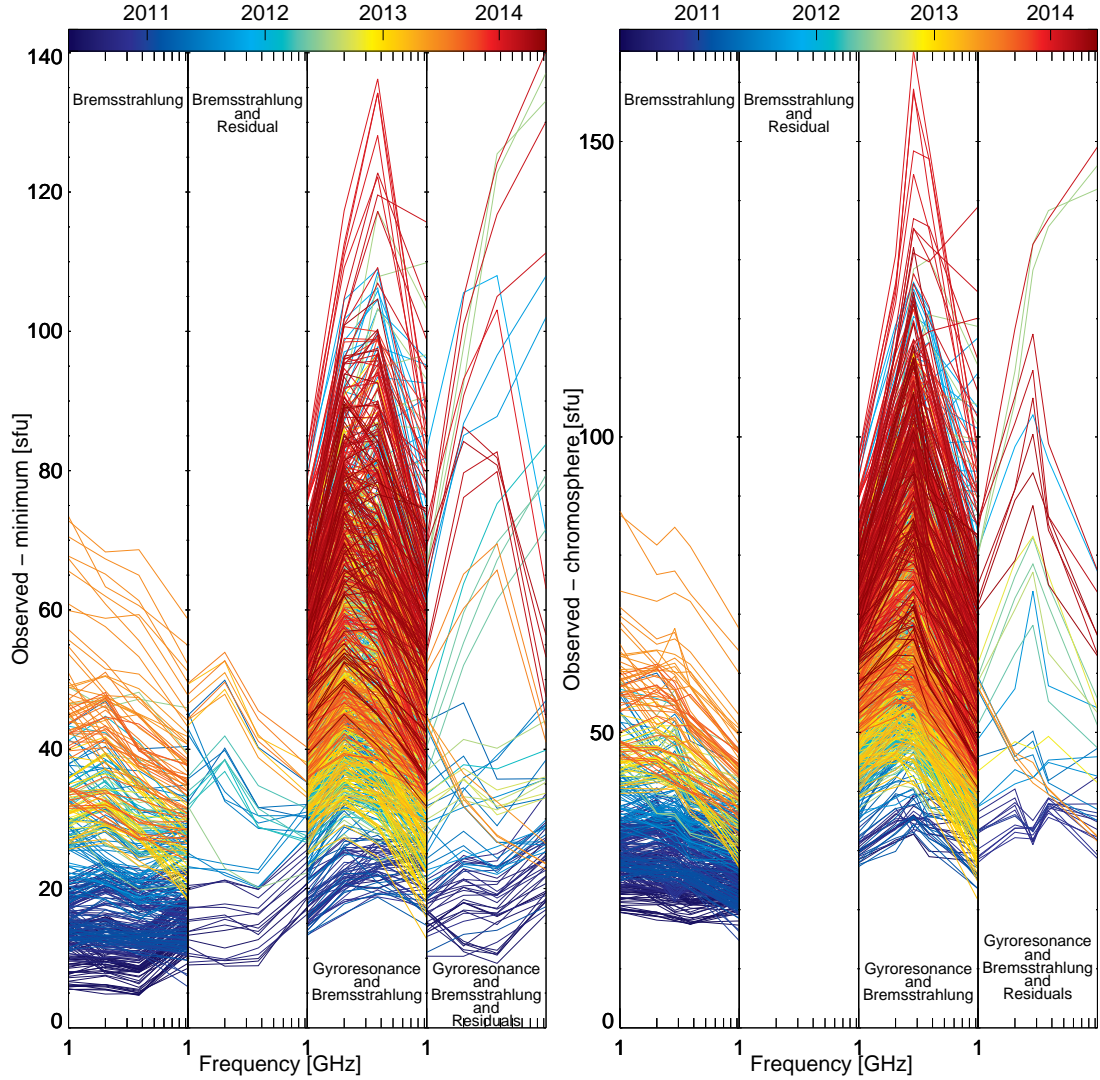 2011 2012 2013 2014
140
120
100
80
60
40
20
0
Observed – minimum [sfu]
Bremsstrahlung
Bremsstrahlung
and
Residual
Gyroresonance
and
Bremsstrahlung
Gyroresonance
and
Bremsstrahlung
and
Residuals
1 1 1 1
Frequency [GHz]
2011 2012 2013 2014
150
100
50
0
Observed – chromosphere [sfu]
Bremsstrahlung
Bremsstrahlung
and
Residual
Gyroresonance
and
Bremsstrahlung
Gyroresonance
and
Bremsstrahlung
and
Residuals
1 1 1 1
Frequency [GHz]